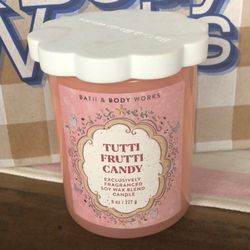 BATH & BODY WORKS
TUTTI
FRUTTI
CANDY
EXCLUSIVELY
FRAGRANCED
SOY WAX BLEND
CANDLE
8 oz / 227 g